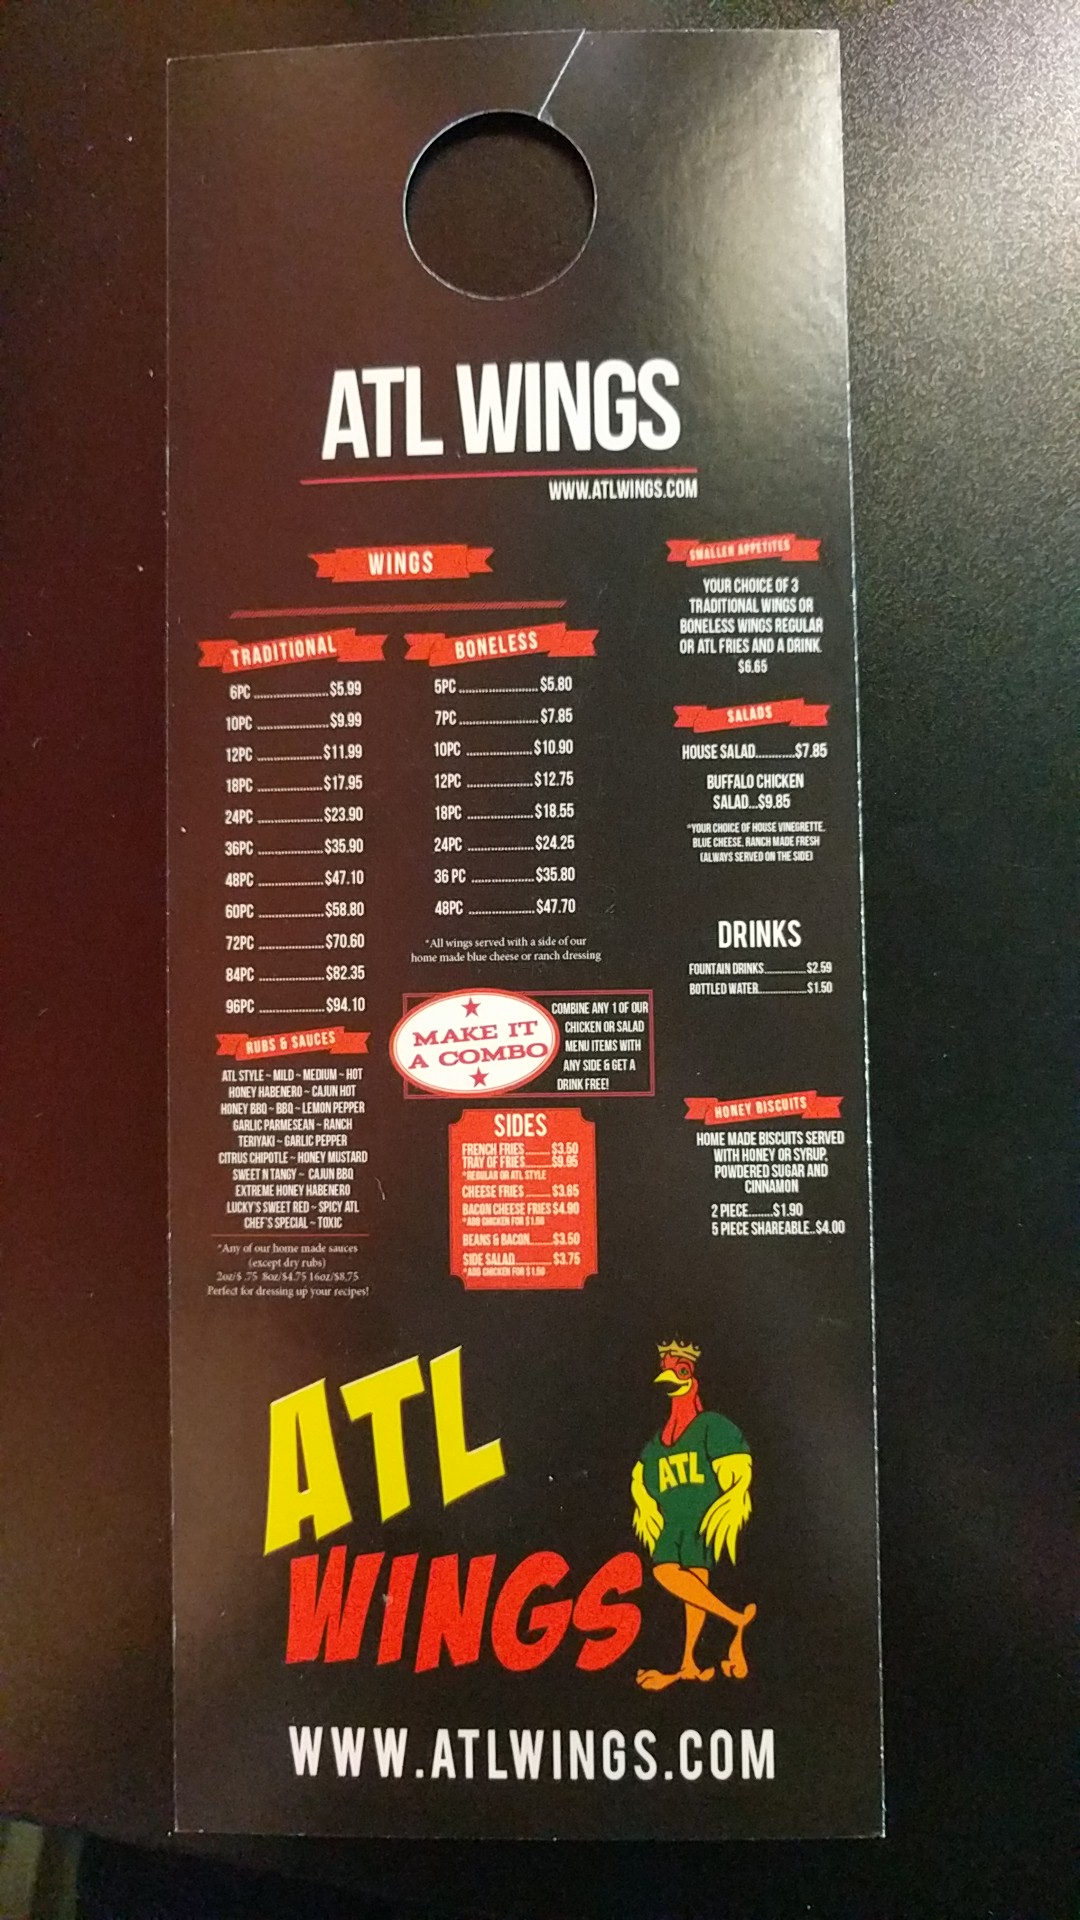 ATL WINGS
WWW.ATLWINGS.COM
WINGS
TRADITIONAL
6PC ........................ $5.99
10PC ........................ $9.99
12PC ..................... $11.99
18PC ..................... $17.95
24PC ..................... $23.90
36PC ..................... $35.90
48PC ..................... $47.10
60PC ..................... $58.80
72PC ..................... $70.60
84PC ..................... $82.35
96PC ..................... $94.10
RUBS & SAUCES
ATL STYLE ~ MILD ~ MEDIUM ~ HOT
HONEY HABENERO ~ CAJUN HOT
HONEY BBQ ~ BBQ ~ LEMON PEPPER
GARLIC PARMESEAN ~ RANCH
TERIYAKI ~ GARLIC PEPPER
CITRUS CHIPOTLE ~ HONEY MUSTARD
SWEET N TANGY ~ CAJUN BBQ
EXTREME HONEY HABENERO
LUCKY'S SWEET RED ~ SPICY ATL
CHEF'S SPECIAL ~ TOXIC
*Any of our home made sauces
(except dry rubs)
2oz/$ .75 8oz/$4.75 16oz/$8.75
Perfect for dressing up your recipes!
BONELESS
5PC ......................... $5.80
7PC ......................... $7.85
10PC ..................... $10.90
12PC ..................... $12.75
18PC ..................... $18.55
24PC ..................... $24.25
36 PC .................... $35.80
48PC ..................... $47.70
*All wings served with a side of our
home made blue cheese or ranch dressing
MAKE IT
A COMBO
COMBINE ANY 1 OF OUR
CHICKEN OR SALAD
MENU ITEMS WITH
ANY SIDE & GET A
DRINK FREE!
SIDES
FRENCH FRIES........ $3.50
TRAY OF FRIES........ $9.95
*REGULAR OR ATL STYLE
CHEESE FRIES ........ $3.85
BACON CHEESE FRIES $4.90
*ADD CHICKEN FOR $1.90
BEANS & BACON........ $3.50
SIDE SALAD............ $3.75
*ADD CHICKEN FOR $1.90
SMALLER APPETITES
YOUR CHOICE OF 3
TRADITIONAL WINGS OR
BONELESS WINGS REGULAR
OR ATL FRIES AND A DRINK.
$6.65
SALADS
HOUSE SALAD............$7.85
BUFFALO CHICKEN
SALAD...$9.85
*YOUR CHOICE OF HOUSE VINEGRETTE,
BLUE CHEESE, RANCH MADE FRESH
(ALWAYS SERVED ON THE SIDE)
DRINKS
FOUNTAIN DRINKS............... $2.59
BOTTLED WATER.................$1.50
HONEY BISCUITS
HOME MADE BISCUITS SERVED
WITH HONEY OR SYRUP,
POWDERED SUGAR AND
CINNAMON
2 PIECE........$1.90
5 PIECE SHAREABLE..$4.00
ATL
WINGS
ATL
WWW.ATLWINGS.COM